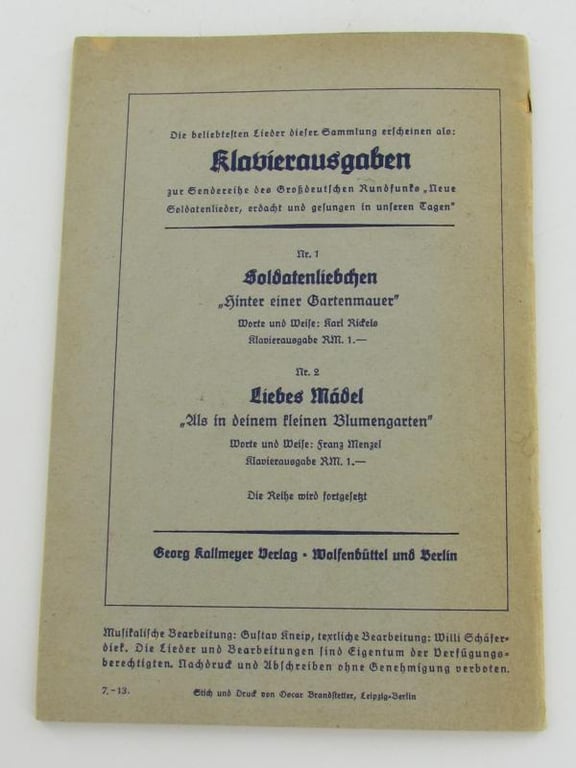 Die beliebtesten Lieder dieser Sammlung erscheinen als:
Klavierausgaben
zur Sendereihe des Großdeutschen Rundfunks „Neue
Soldatenlieder, erdacht und gesungen in unseren Tagen"
Nr. 1
Soldatenliebchen
„Hinter einer Gartenmauer"
Worte und Weise: Karl Rickels
Klavierausgabe RM. 1.—
Nr. 2
Liebes Mädel
„Als in deinem kleinen Blumengarten"
Worte und Weise: Franz Menzel
Klavierausgabe RM. 1.—
Die Reihe wird fortgesetzt
Georg Kallmeyer Verlag · Wolfenbüttel und Berlin
Musikalische Bearbeitung: Gustav Kneip, textliche Bearbeitung: Willi Schäfer-
diek. Die Lieder und Bearbeitungen sind Eigentum der Verfügungs-
berechtigten. Nachdruck und Abschreiben ohne Genehmigung verboten.
7.-13. Stich und Druck von Oscar Brandstetter, Leipzig-Berlin